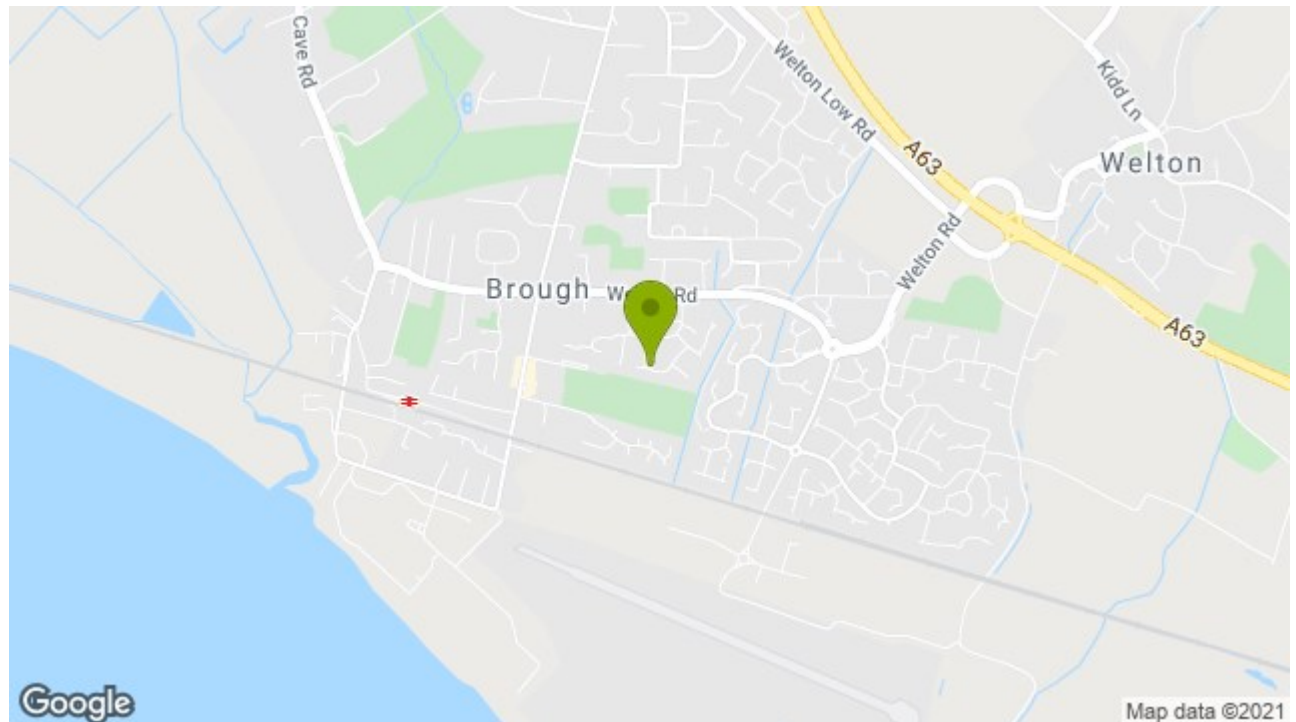 Cave Rd
Welton Low Rd
Kidd Ln
A63
Welton
Welton Rd
Brough
Rd
A63
Google
Map data ©2021